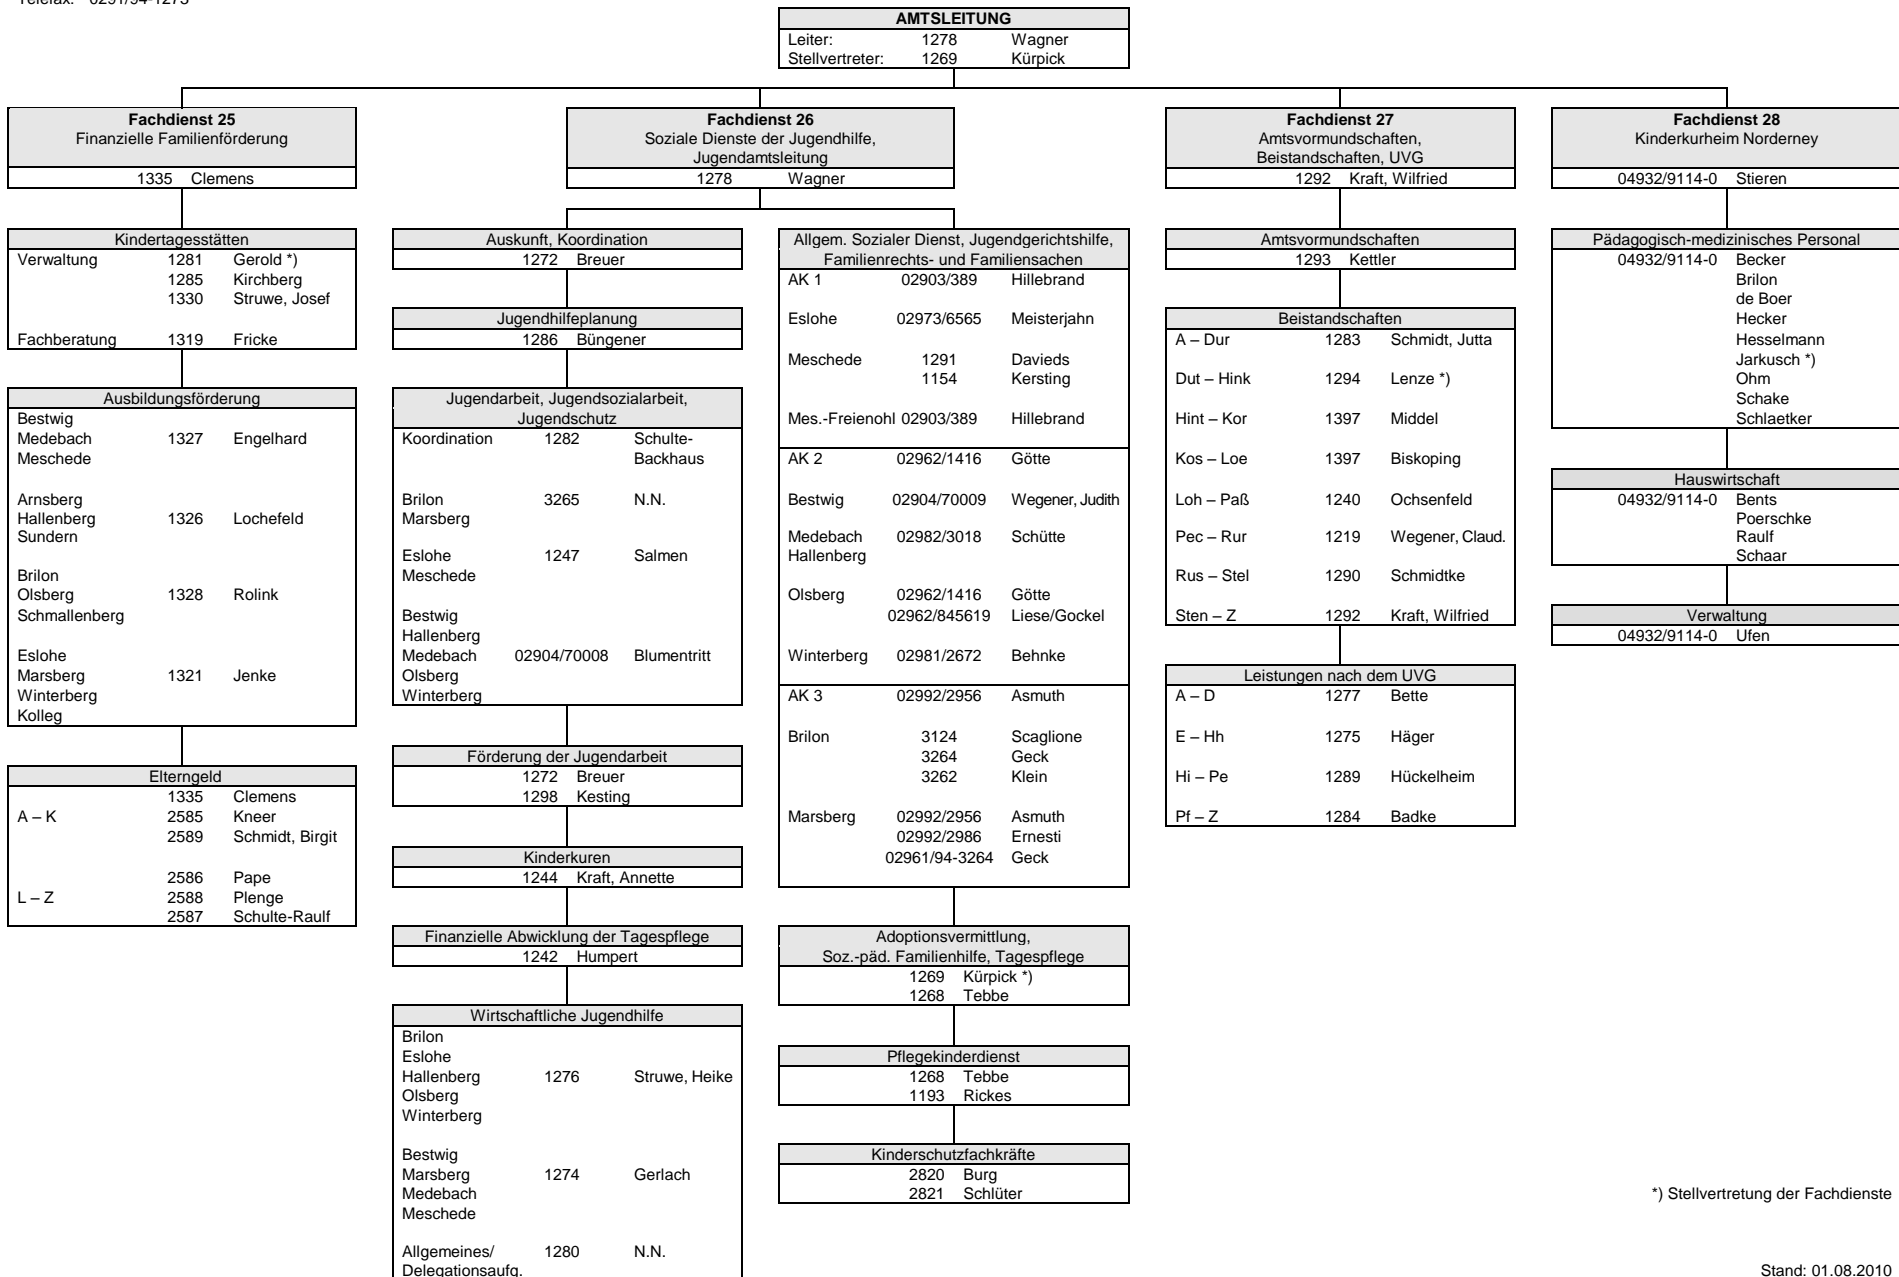 Telefax: 0291/94-1273
AMTSLEITUNG
Leiter: 1278 Wagner
Stellvertreter: 1269 Kürpick
Fachdienst 25
Finanzielle Familienförderung
1335 Clemens
Kindertagesstätten
Verwaltung 1281 Gerold *)
1285 Kirchberg
1330 Struwe, Josef
Fachberatung 1319 Fricke
Ausbildungsförderung
Bestwig
Medebach 1327 Engelhard
Meschede
Arnsberg
Hallenberg 1326 Lochefeld
Sundern
Brilon
Olsberg 1328 Rolink
Schmallenberg
Eslohe
Marsberg 1321 Jenke
Winterberg
Kolleg
Elterngeld
1335 Clemens
A – K 2585 Kneer
2589 Schmidt, Birgit
2586 Pape
L – Z 2588 Plenge
2587 Schulte-Raulf
Fachdienst 26
Soziale Dienste der Jugendhilfe,
Jugendamtsleitung
1278 Wagner
Auskunft, Koordination
1272 Breuer
Jugendhilfeplanung
1286 Büngener
Jugendarbeit, Jugendsozialarbeit,
Jugendschutz
Koordination 1282 Schulte-
Backhaus
Brilon 3265 N.N.
Marsberg
Eslohe 1247 Salmen
Meschede
Bestwig
Hallenberg
Medebach 02904/70008 Blumentritt
Olsberg
Winterberg
Förderung der Jugendarbeit
1272 Breuer
1298 Kesting
Kinderkuren
1244 Kraft, Annette
Finanzielle Abwicklung der Tagespflege
1242 Humpert
Wirtschaftliche Jugendhilfe
Brilon
Eslohe
Hallenberg 1276 Struwe, Heike
Olsberg
Winterberg
Bestwig
Marsberg 1274 Gerlach
Medebach
Meschede
Allgemeines/ 1280 N.N.
Delegationsaufg.
Allgem. Sozialer Dienst, Jugendgerichtshilfe,
Familienrechts- und Familiensachen
AK 1 02903/389 Hillebrand
Eslohe 02973/6565 Meisterjahn
Meschede 1291 Davieds
1154 Kersting
Mes.-Freienohl 02903/389 Hillebrand
AK 2 02962/1416 Götte
Bestwig 02904/70009 Wegener, Judith
Medebach 02982/3018 Schütte
Hallenberg
Olsberg 02962/1416 Götte
02962/845619 Liese/Gockel
Winterberg 02981/2672 Behnke
AK 3 02992/2956 Asmuth
Brilon 3124 Scaglione
3264 Geck
3262 Klein
Marsberg 02992/2956 Asmuth
02992/2986 Ernesti
02961/94-3264 Geck
Adoptionsvermittlung,
Soz.-päd. Familienhilfe, Tagespflege
1269 Kürpick *)
1268 Tebbe
Pflegekinderdienst
1268 Tebbe
1193 Rickes
Kinderschutzfachkräfte
2820 Burg
2821 Schlüter
Fachdienst 27
Amtsvormundschaften,
Beistandschaften, UVG
1292 Kraft, Wilfried
Amtsvormundschaften
1293 Kettler
Beistandschaften
A – Dur 1283 Schmidt, Jutta
Dut – Hink 1294 Lenze *)
Hint – Kor 1397 Middel
Kos – Loe 1397 Biskoping
Loh – Paß 1240 Ochsenfeld
Pec – Rur 1219 Wegener, Claud.
Rus – Stel 1290 Schmidtke
Sten – Z 1292 Kraft, Wilfried
Leistungen nach dem UVG
A – D 1277 Bette
E – Hh 1275 Häger
Hi – Pe 1289 Hückelheim
Pf – Z 1284 Badke
Fachdienst 28
Kinderkurheim Norderney
04932/9114-0 Stieren
Pädagogisch-medizinisches Personal
04932/9114-0 Becker
Brilon
de Boer
Hecker
Hesselmann
Jarkusch *)
Ohm
Schake
Schlaetker
Hauswirtschaft
04932/9114-0 Bents
Poerschke
Raulf
Schaar
Verwaltung
04932/9114-0 Ufen
*) Stellvertretung der Fachdienste
Stand: 01.08.2010